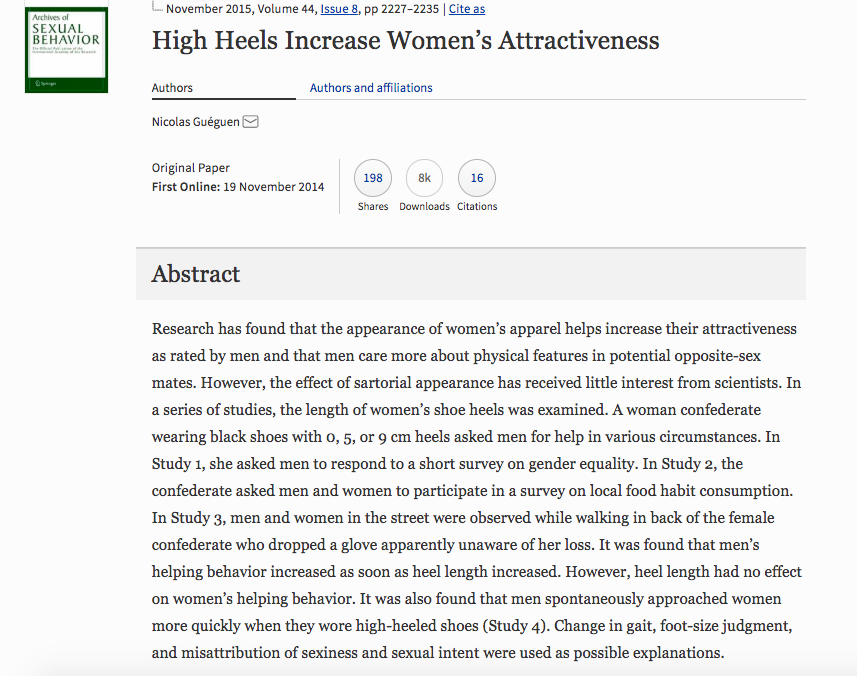 November 2015, Volume 44, Issue 8, pp 2227–2235 | Cite as
Archives of
SEXUAL
BEHAVIOR
The Official Publication of the
International Academy of Sex Research
Springer
High Heels Increase Women’s Attractiveness
Authors
Authors and affiliations
Nicolas Guéguen
Original Paper
First Online: 19 November 2014
198
8k
16
Shares
Downloads
Citations
Abstract
Research has found that the appearance of women’s apparel helps increase their attractiveness
as rated by men and that men care more about physical features in potential opposite-sex
mates. However, the effect of sartorial appearance has received little interest from scientists. In
a series of studies, the length of women’s shoe heels was examined. A woman confederate
wearing black shoes with 0, 5, or 9 cm heels asked men for help in various circumstances. In
Study 1, she asked men to respond to a short survey on gender equality. In Study 2, the
confederate asked men and women to participate in a survey on local food habit consumption.
In Study 3, men and women in the street were observed while walking in back of the female
confederate who dropped a glove apparently unaware of her loss. It was found that men’s
helping behavior increased as soon as heel length increased. However, heel length had no effect
on women’s helping behavior. It was also found that men spontaneously approached women
more quickly when they wore high-heeled shoes (Study 4). Change in gait, foot-size judgment,
and misattribution of sexiness and sexual intent were used as possible explanations.